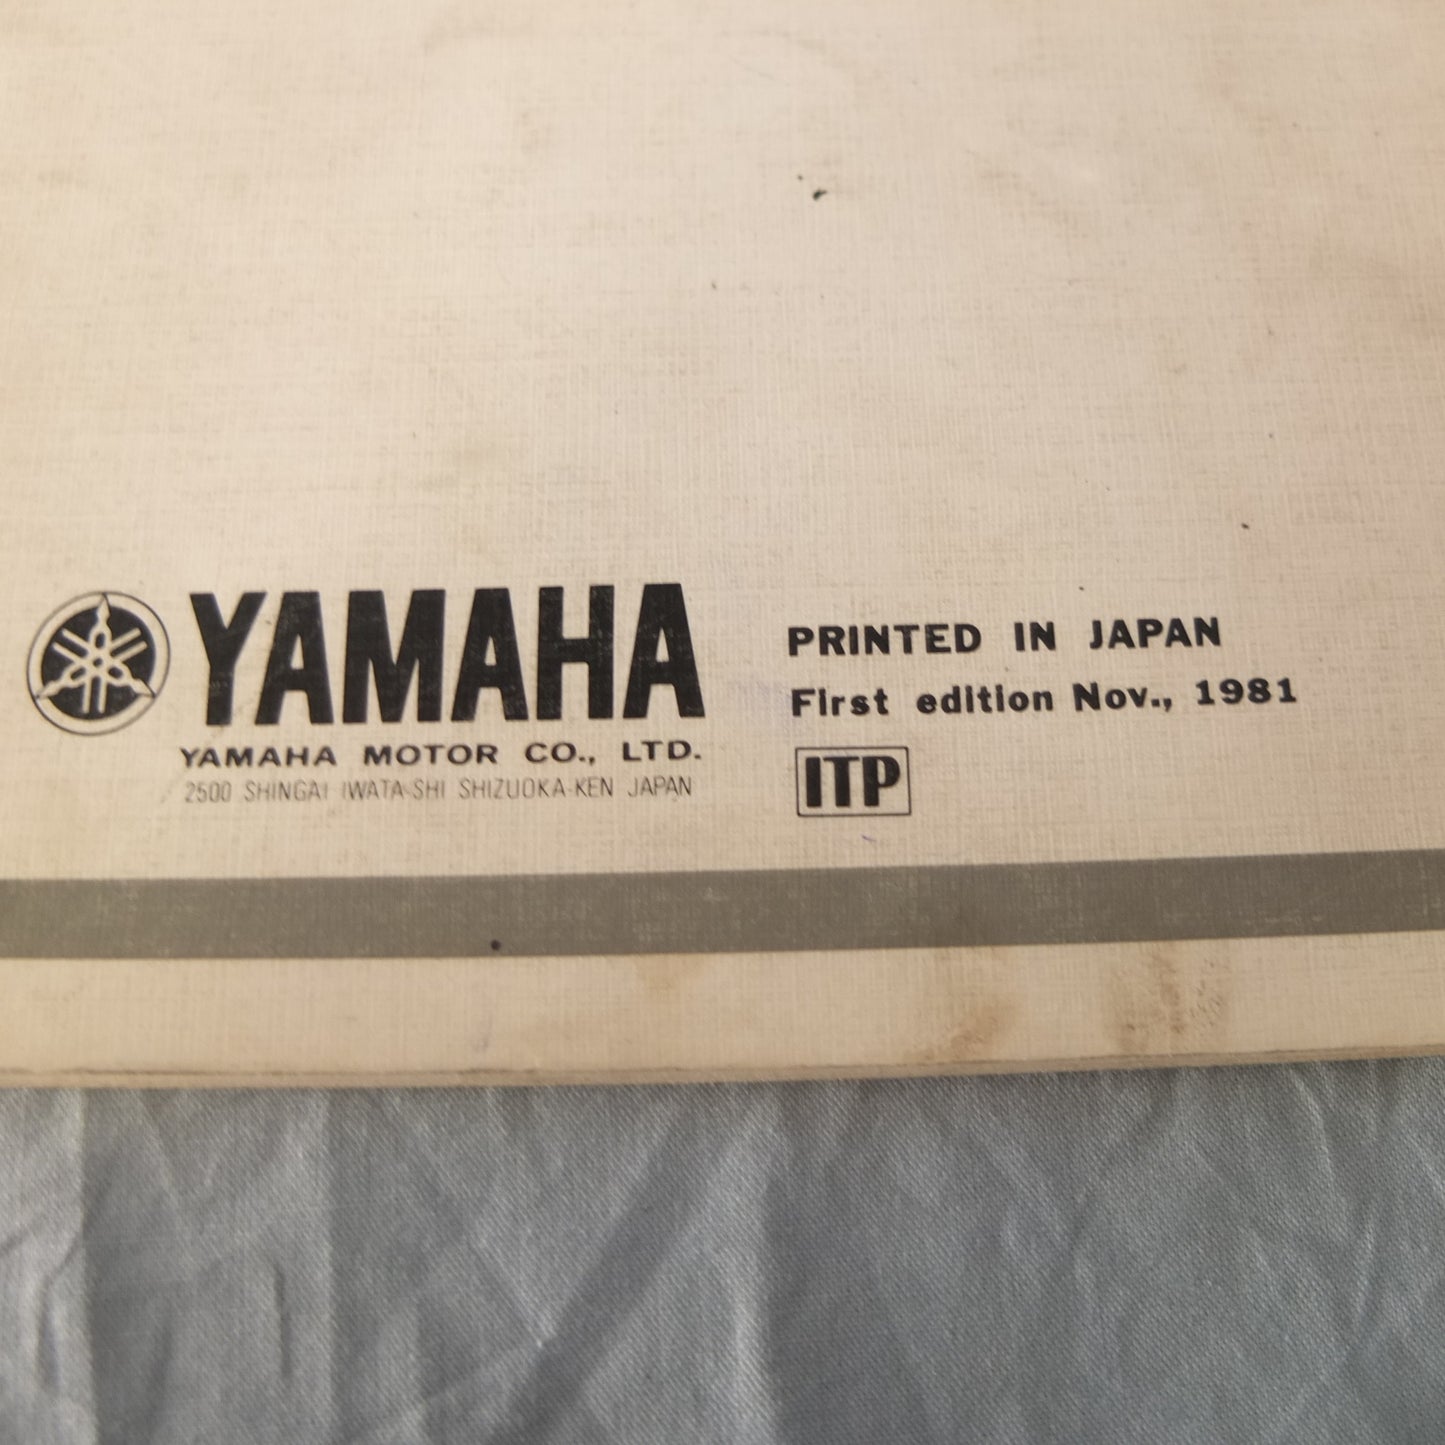 YAMAHA
YAMAHA MOTOR CO., LTD.
2500 SHINGAI IWATA-SHI SHIZUOKA-KEN JAPAN
PRINTED IN JAPAN
First edition Nov., 1981
ITP